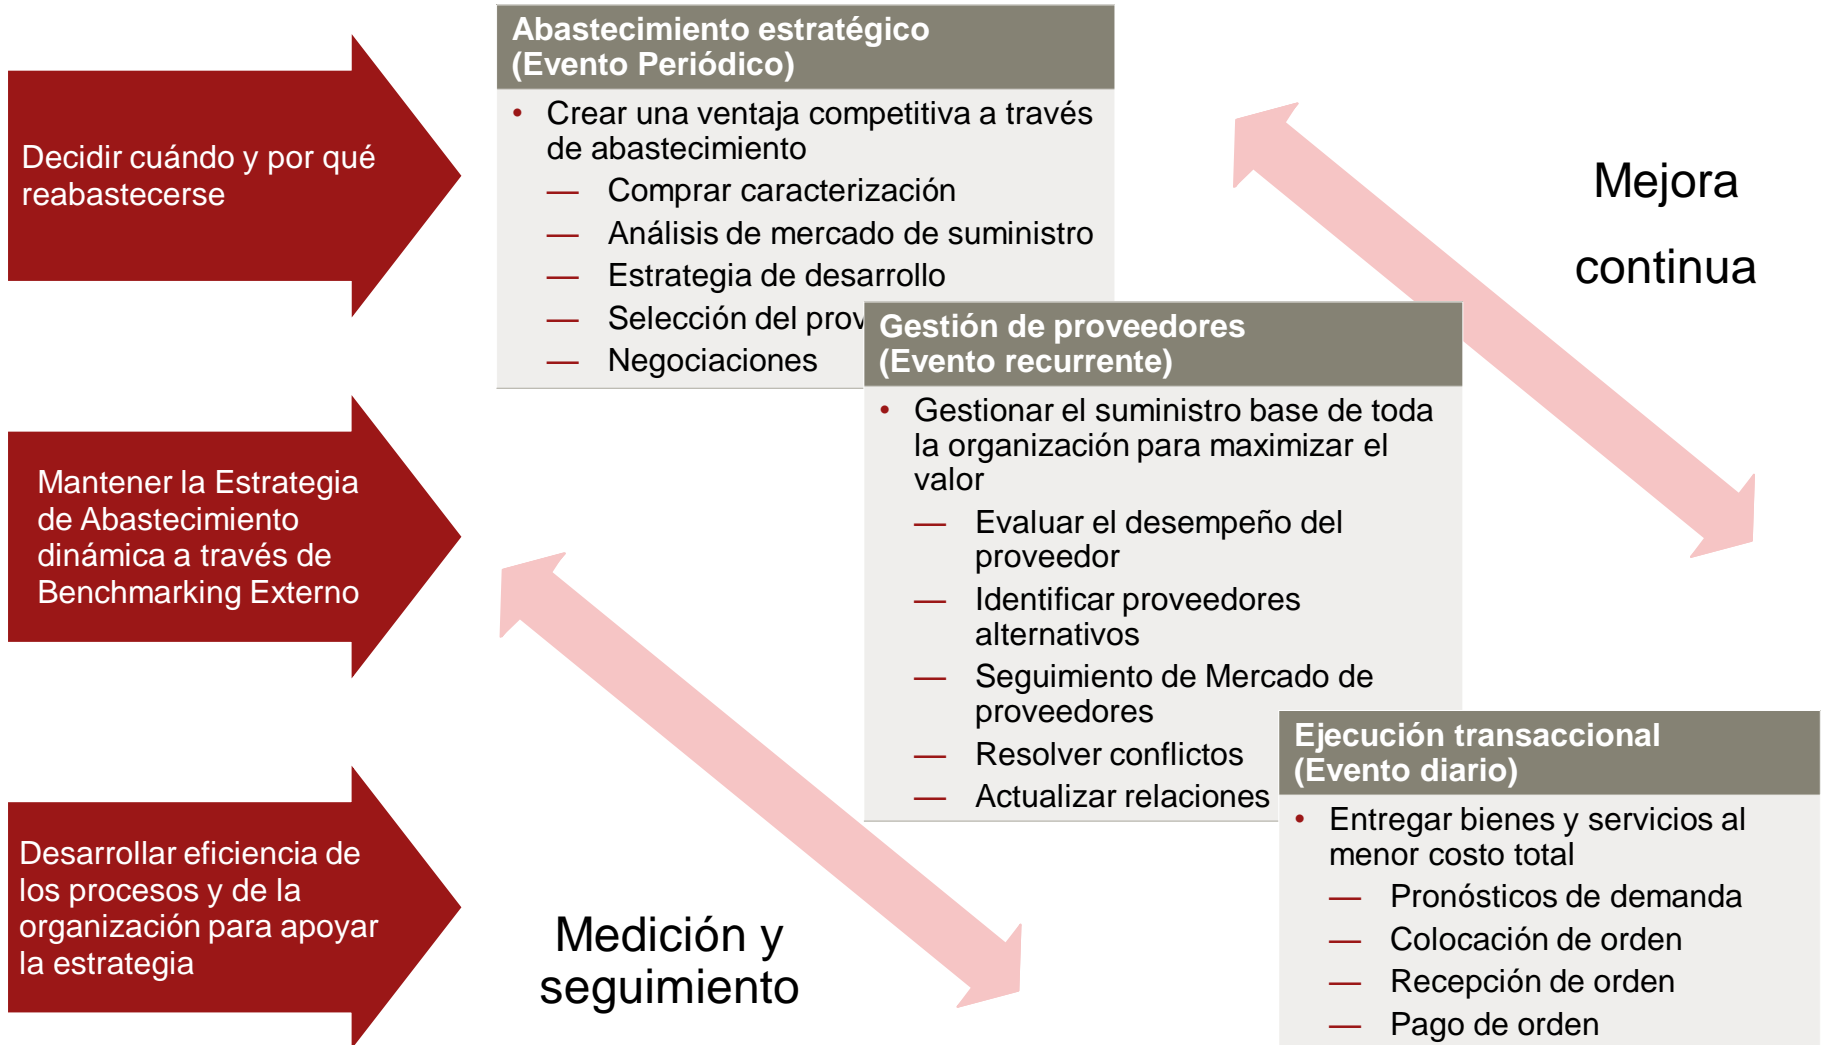 Abastecimiento estratégico
(Evento Periódico)
• Crear una ventaja competitiva a través
de abastecimiento
— Comprar caracterización
— Análisis de mercado de suministro
— Estrategia de desarrollo
— Selección del
— Negociaciones
Decidir cuándo y por qué
reabastecerse
Mejora
continua
Gestión de proveedores
(Evento recurrente)
• Gestionar el suministro base de toda
la organización para maximizar el
valor
— Evaluar el desempeño del
proveedor
— Identificar proveedores
alternativos
— Seguimiento de Mercado de
proveedores
— Resolver conflictos
— Actualizar relaciones
Mantener la Estrategia
de Abastecimiento
dinámica a través de
Benchmarking Externo
Ejecución transaccional
(Evento diario)
• Entregar bienes y servicios al
menor costo total
— Pronósticos de demanda
— Colocación de orden
— Recepción de orden
— Pago de orden
Desarrollar eficiencia de
los procesos y de la
organización para apoyar
la estrategia
Medición y
seguimiento